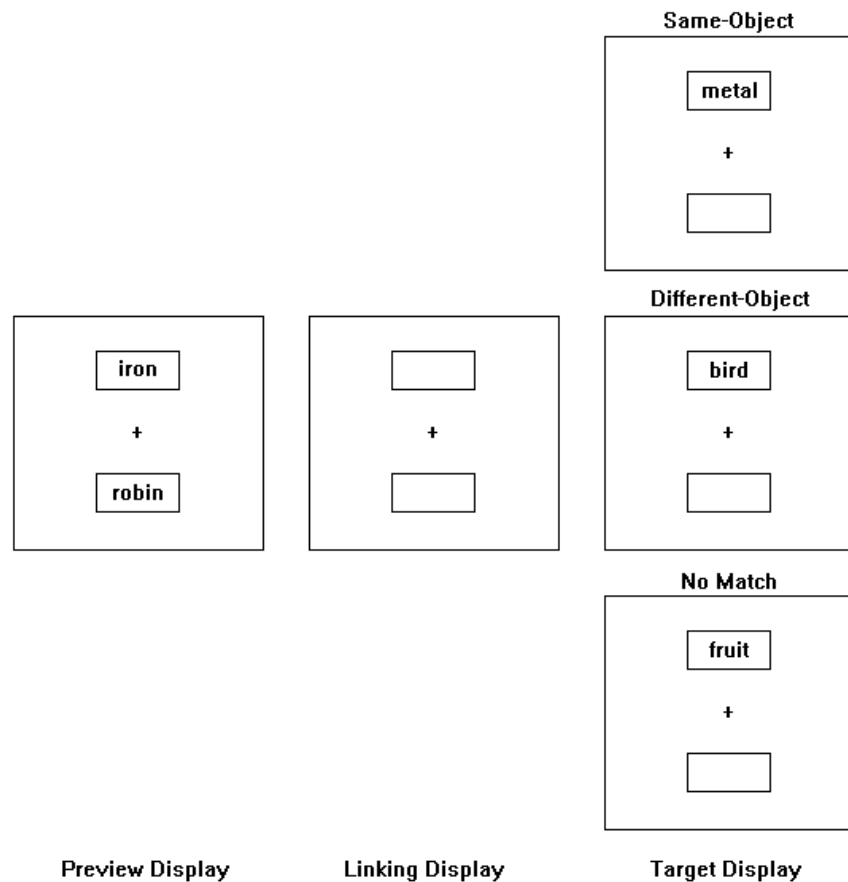 Same-Object
metal
+
Different-Object
iron
+
robin
+
bird
+
No Match
fruit
+
Preview Display
Linking Display
Target Display